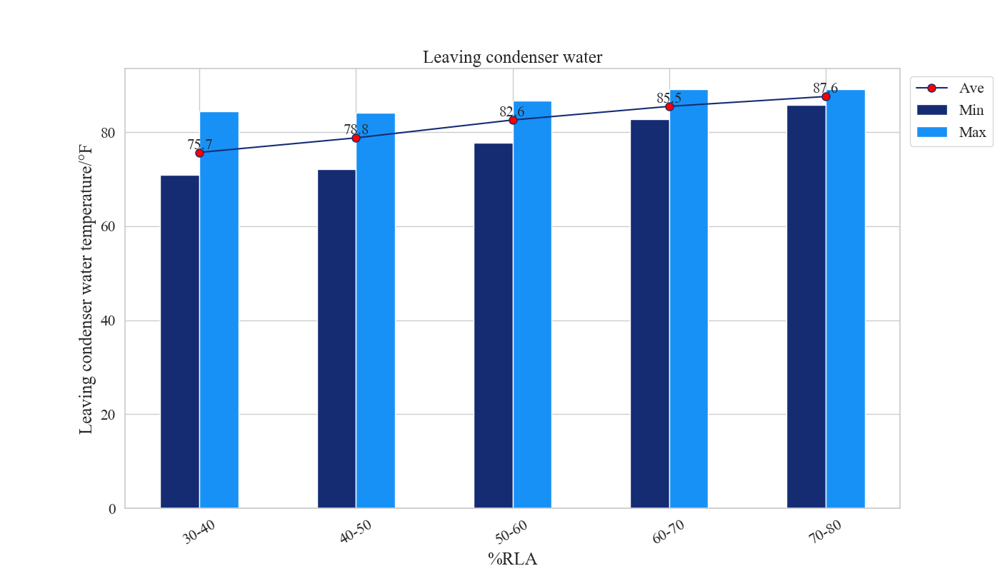 Leaving condenser water
Leaving condenser water temperature/°F
80
60
40
20
0
75.7
78.8
82.6
85.5
87.6
30-40
40-50
50-60
60-70
70-80
%RLA
Ave
Min
Max